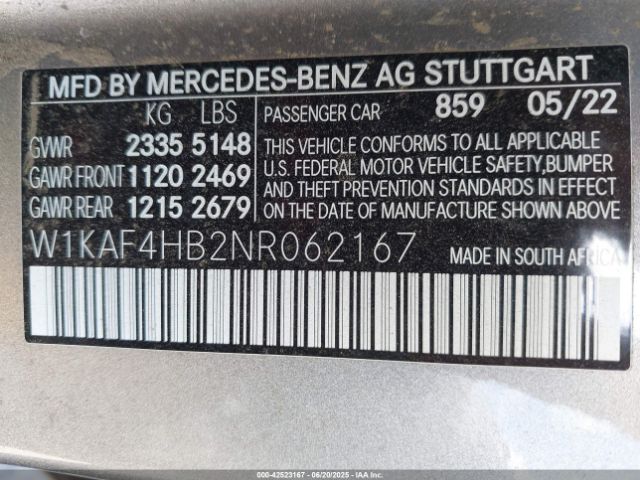 MFD BY MERCEDES-BENZ AG STUTTGART
KG LBS PASSENGER CAR 859 05/22
GVWR 2335 5148
GAWR FRONT 1120 2469
GAWR REAR 1215 2679
THIS VEHICLE CONFORMS TO ALL APPLICABLE
U.S. FEDERAL MOTOR VEHICLE SAFETY,BUMPER
AND THEFT PREVENTION STANDARDS IN EFFECT
ON THE DATE OF MANUFACTURE SHOWN ABOVE.
W1KAF4HB2NR062167 MADE IN SOUTH AFRICA
000-42523167 | 06/20/2025 | IAAI.COM